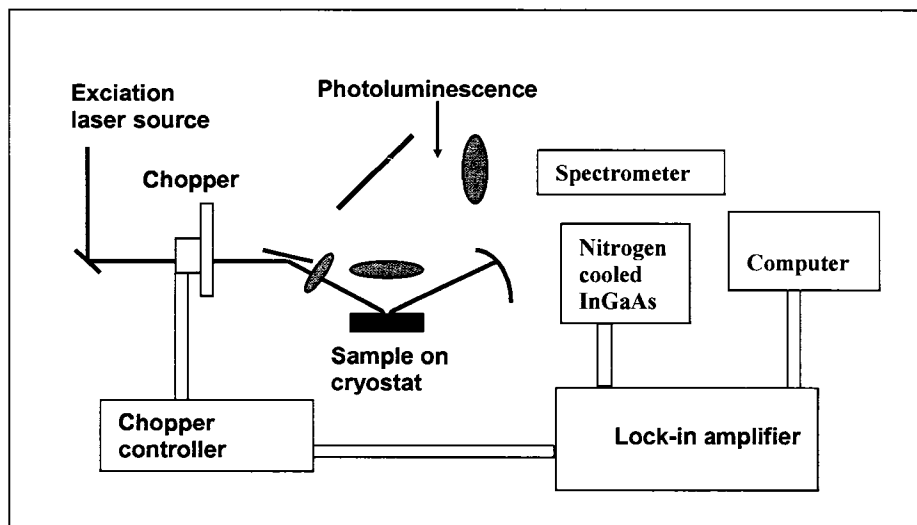 Exciation
laser source
Photoluminescence
Chopper
Spectrometer
Nitrogen
cooled
InGaAs
Computer
Sample on
cryostat
Chopper
controller
Lock-in amplifier